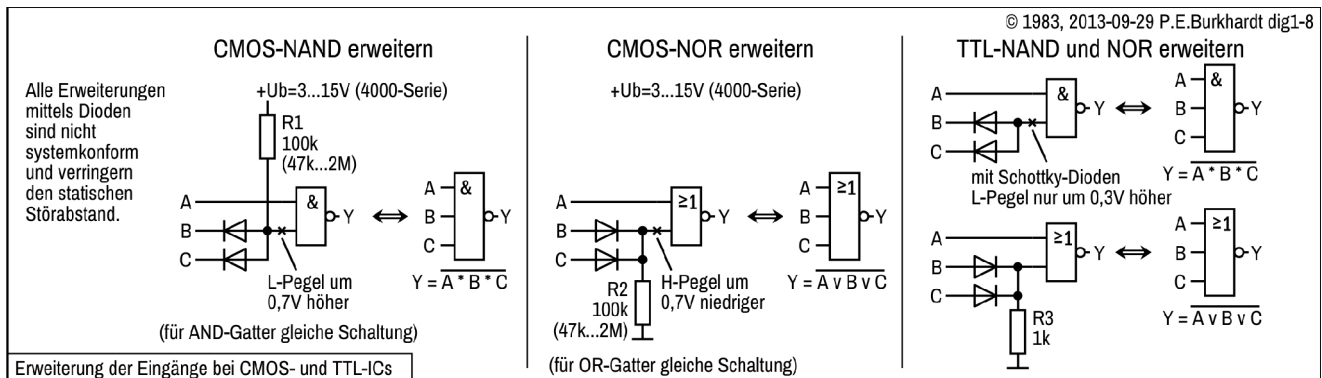 © 1983, 2013-09-29 P.E.Burkhardt dig1-8
CMOS-NAND erweitern
Alle Erweiterungen
mittels Dioden
sind nicht
systemkonform
und verringern
den statischen
Störabstand.
+Ub=3...15V (4000-Serie)
R1
100k
(47k...2M)
A
B
C
&
Y
A
B
C
&
Y
L-Pegel um
0,7V höher
Y = A * B * C
(für AND-Gatter gleiche Schaltung)
Erweiterung der Eingänge bei CMOS- und TTL-ICs
CMOS-NOR erweitern
+Ub=3...15V (4000-Serie)
A
B
C
≥1
Y
A
B
C
≥1
Y
R2
100k
(47k...2M)
H-Pegel um
0,7V niedriger
Y = A v B v C
(für OR-Gatter gleiche Schaltung)
TTL-NAND und NOR erweitern
A
B
C
&
Y
A
B
C
&
Y
mit Schottky-Dioden
L-Pegel nur um 0,3V höher
Y = A * B * C
A
B
C
≥1
Y
A
B
C
≥1
Y
R3
1k
Y = A v B v C